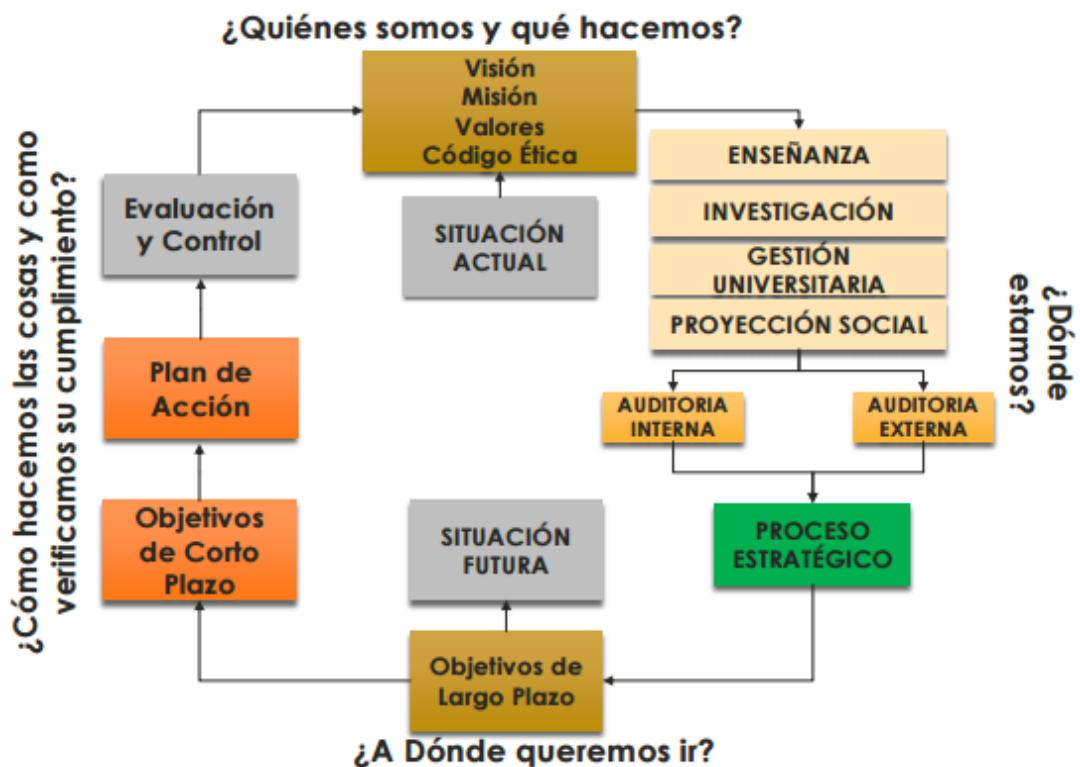 ¿Quiénes somos y qué hacemos?
Visión
Misión
Valores
Código Ética
SITUACIÓN
ACTUAL
ENSEÑANZA
INVESTIGACIÓN
GESTIÓN
UNIVERSITARIA
PROYECCIÓN SOCIAL
¿Dónde
estamos?
AUDITORIA
INTERNA
AUDITORIA
EXTERNA
PROCESO
ESTRATÉGICO
SITUACIÓN
FUTURA
Objetivos de
Largo Plazo
¿A Dónde queremos ir?
Objetivos
de Corto
Plazo
Plan de
Acción
Evaluación
y Control
¿Cómo hacemos las cosas y como
verificamos su cumplimiento?